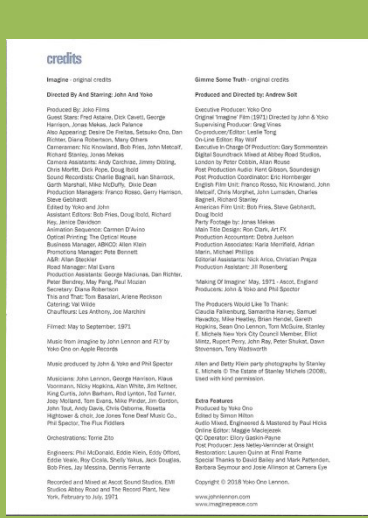 credits
Imagine - original credits
Directed By And Starring: John And Yoko
Produced By: Joko Films
Guest Stars: Fred Astaire, Dick Cavett, George
Harrison, Jonas Mekas, Jack Palance
Also Appearing: Desire De Freitas, Setsuko Ono, Dan
Richter, Diana Robertson, Many Others
Cameramen: Nic Knowland, Bob Fries, John Metcalf,
Richard Stanley, Jonas Mekas
Camera Assistants: Andy Carchrae, Jimmy Dibling,
Chris Morffit, Dick Pope, Doug Ibold
Sound Recordists: Charlie Bagnall, Ivan Sharrock,
Garth Marshall, Mike McDuffy, Dixie Dean
Production Managers: Franco Rosso, Gerry Harrison,
Steve Gebhardt
Edited by Yoko and John
Assistant Editors: Bob Fries, Doug Ibold, Richard
Key, Janice Davidson
Animation Sequence: Carmen D'Avino
Optical Printing: The Optical House
Business Manager, ABKCO: Allan Klein
Promotions Manager: Pete Bennett
A&R: Allan Steckler
Road Manager: Mal Evans
Production Assistants: George Maciunas, Dan Richter,
Peter Bendrey, May Pang, Paul Mozian
Secretary: Diana Robertson
This and That: Tom Basalari, Arlene Reckson
Catering: Val Wilde
Chauffeurs: Les Anthony, Joe Marchini
Filmed: May to September, 1971
Music from Imagine by John Lennon and FLY by
Yoko Ono on Apple Records
Music produced by John & Yoko and Phil Spector
Musicians: John Lennon, George Harrison, Klaus
Voormann, Nicky Hopkins, Alan White, Jim Keltner,
King Curtis, John Barham, Rod Lynton, Ted Turner,
Joey Molland, Tom Evans, Mike Pinder, Jim Gordon,
John Tout, Andy Davis, Chris Osborne, Rosetta
Hightower & choir, Joe Jones Tone Deaf Music Co.,
Phil Spector, The Flux Fiddlers
Orchestrations: Torrie Zito
Engineers: Phil McDonald, Eddie Klein, Eddy Offord,
Eddie Veale, Roy Cicala, Shelly Yakus, Jack Douglas,
Bob Fries, Jay Messina, Dennis Ferrante
Recorded and Mixed at Ascot Sound Studios, EMI
Studios Abbey Road and The Record Plant, New
York, February to July, 1971
Gimme Some Truth - original credits
Produced and Directed by: Andrew Solt
Executive Producer: Yoko Ono
Original 'Imagine' Film (1971) Directed by John & Yoko
Supervising Producer: Greg Vines
Co-producer/Editor: Leslie Tong
On-Line Editor: Ray Wolf
Executive In Charge Of Production: Gary Sommerstein
Digital Soundtrack Mixed at Abbey Road Studios,
London by Peter Cobbin, Allan Rouse
Post Production Audio: Kent Gibson, Soundesign
Post Production Coordinator: Eric Hornberger
English Film Unit: Franco Rosso, Nic Knowland, John
Metcalf, Chris Morphet, John Lumsden, Charles
Bagnell, Richard Stanley
American Film Unit: Bob Fries, Steve Gebhardt,
Doug Ibold
Party Footage by: Jonas Mekas
Main Title Design: Ron Clark, Art FX
Production Accountant: Debra Juelson
Production Associates: Karla Merrifield, Adrian
Marin, Michael Phillips
Editorial Assistants: Nick Arico, Christian Prejza
Production Assistant: Jill Rosenberg
'Making Of Imagine' May, 1971 - Ascot, England
Producers: John & Yoko and Phil Spector
The Producers Would Like To Thank:
Claudia Falkenburg, Samantha Harvey, Samuel
Havadtoy, Mike Headley, Brian Hendel, Gareth
Hopkins, Sean Ono Lennon, Tom McGuire, Stanley
E. Michels New York City Council Member, Elliot
Mintz, Rupert Perry, John Ray, Peter Shukat, Dawn
Stevenson, Tony Wadsworth
Allen and Betty Klein party photographs by Stanley
E. Michels © The Estate of Stanley Michels (2008).
Used with kind permission.
Extra Features
Produced by Yoko Ono
Edited by Simon Hilton
Audio Mixed, Engineered & Mastered by Paul Hicks
Online Editor: Maggie Maciejczek
QC Operator: Ellory Gaskin-Payne
Post Producer: Jess Nelley-Vernieder at Onsight
Restoration: Lauren Quinn at Final Frame
Special Thanks to David Bailey and Mark Pattenden,
Barbara Seymour and Josie Allinson at Camera Eye
Copyright © 2018 Yoko Ono Lennon.
www.johnlennon.com
www.imaginepeace.com